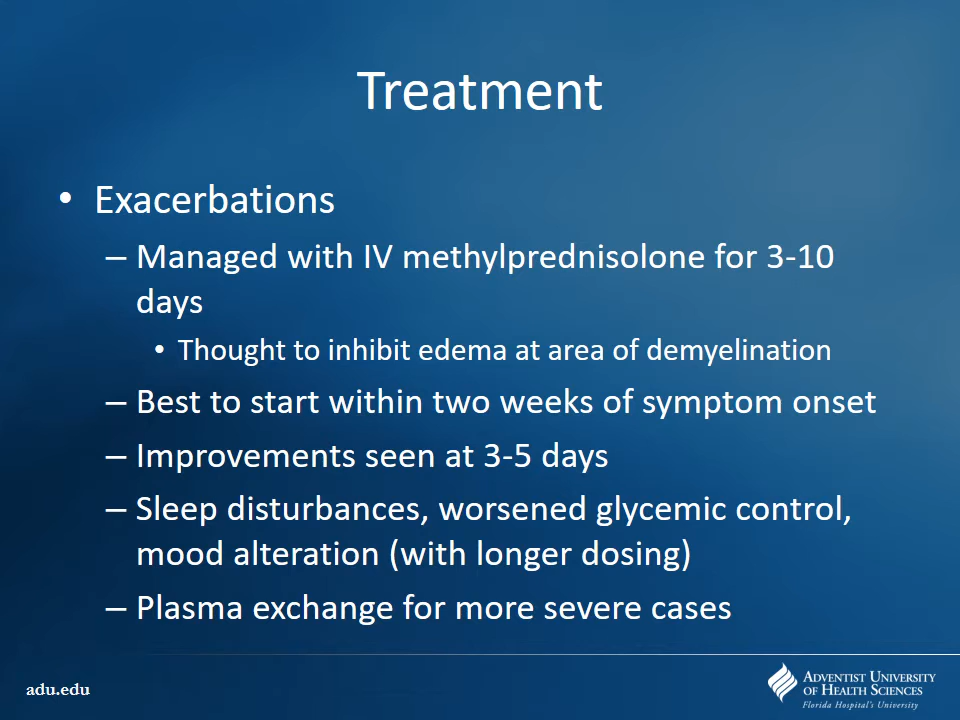 Treatment
• Exacerbations
– Managed with IV methylprednisolone for 3-10
days
• Thought to inhibit edema at area of demyelination
– Best to start within two weeks of symptom onset
– Improvements seen at 3-5 days
– Sleep disturbances, worsened glycemic control,
mood alteration (with longer dosing)
– Plasma exchange for more severe cases
adu.edu
Adventist University
of Health Sciences
Florida Hospital's University